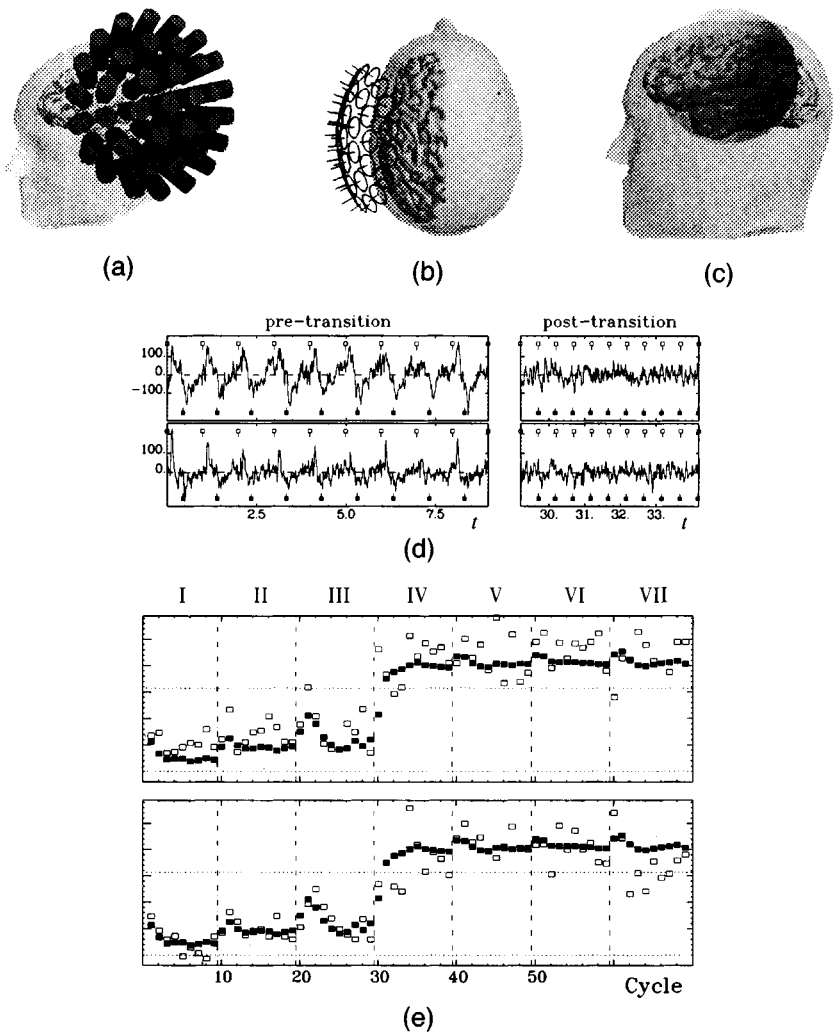 (a)
(b)
(c)
pre-transition post-transition
100.
0.
-100.
100.
0.
2.5 5.0 7.5 t
30. 31. 32. 33. t
(d)
I II III IV V VI VII
10 20 30 40 50 Cycle
(e)